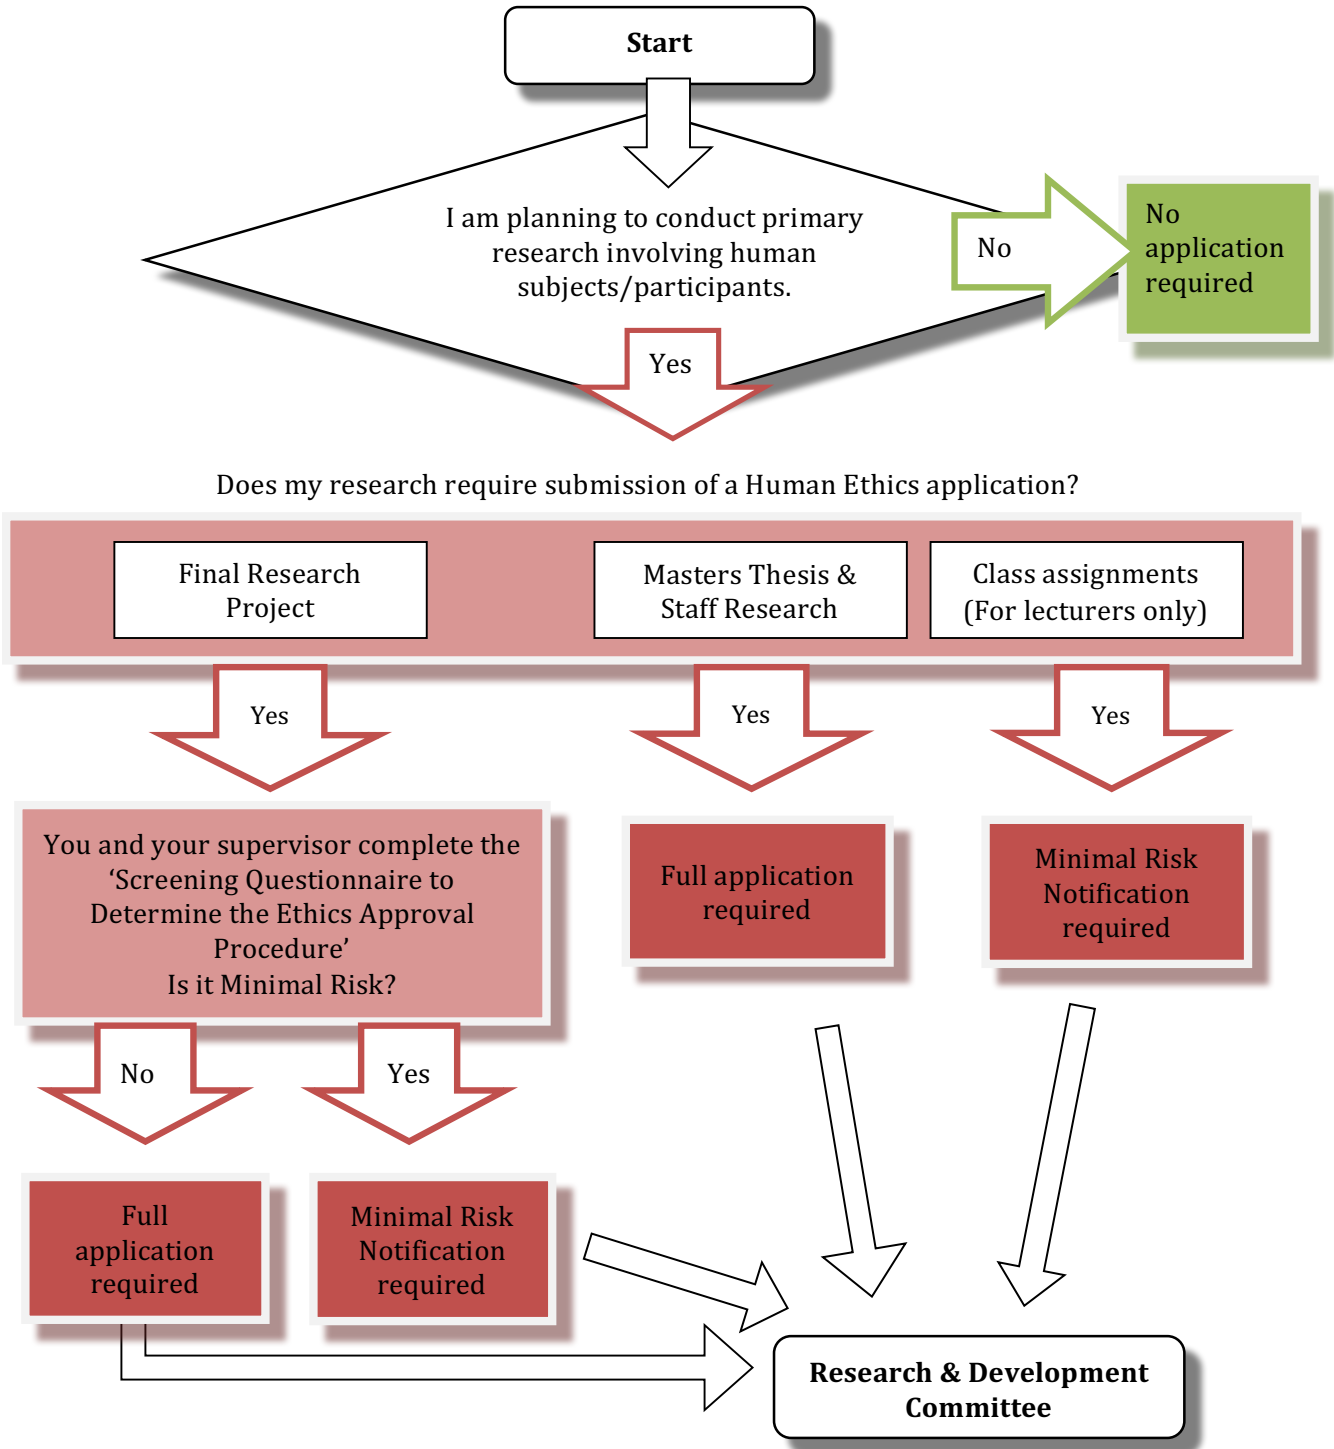 Start
I am planning to conduct primary
research involving human
subjects/participants.
No
No
application
required
Yes
Does my research require submission of a Human Ethics application?
Final Research
Project
Masters Thesis &
Staff Research
Class assignments
(For lecturers only)
Yes
Yes
Yes
You and your supervisor complete the
‘Screening Questionnaire to
Determine the Ethics Approval
Procedure’
Is it Minimal Risk?
Full application
required
Minimal Risk
Notification
required
No
Yes
Full
application
required
Minimal Risk
Notification
required
Research & Development
Committee